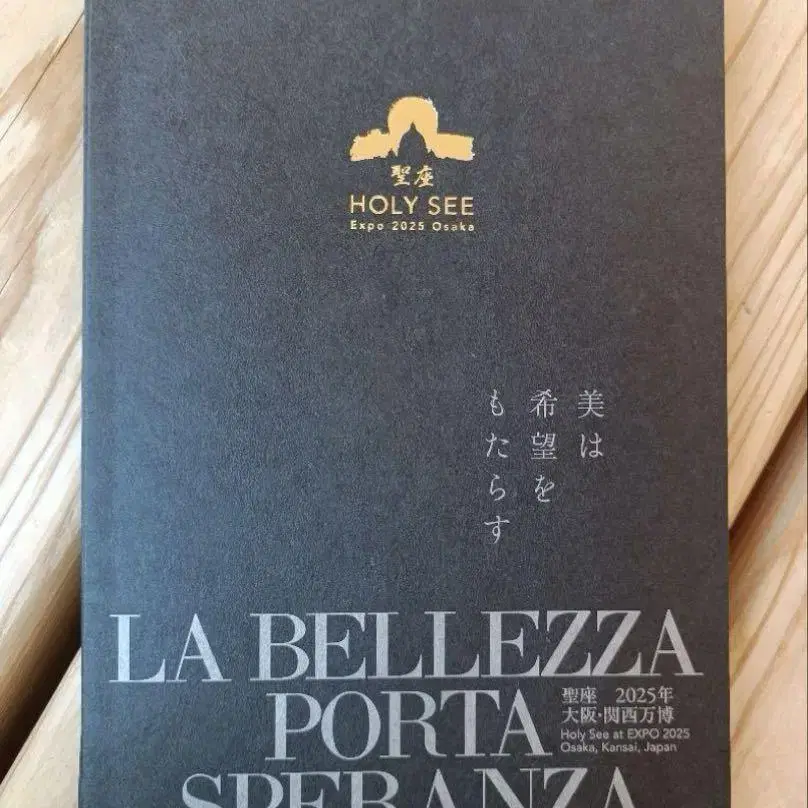 聖座
HOLY SEE
Expo 2025 Osaka
美は
希望を
もたらす
LA BELLEZZA
PORTA
聖座　2025年
大阪・関西万博
Holy See at EXPO 2025
Osaka, Kansai, Japan
SPERANZA